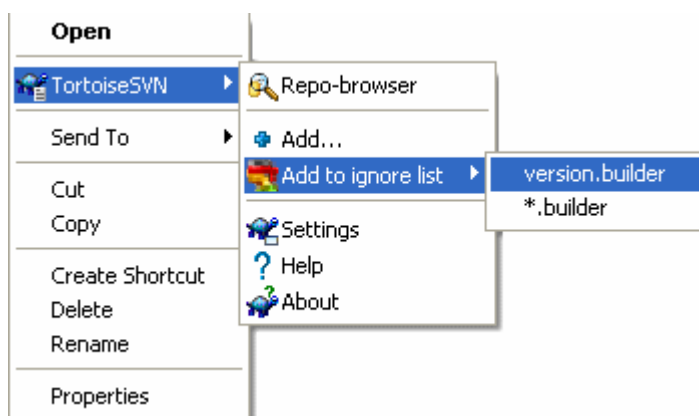 Open
TortoiseSVN
Send To
Cut
Copy
Create Shortcut
Delete
Rename
Properties
Repo-browser
Add...
Add to ignore list
Settings
? Help
About
version.builder
*.builder